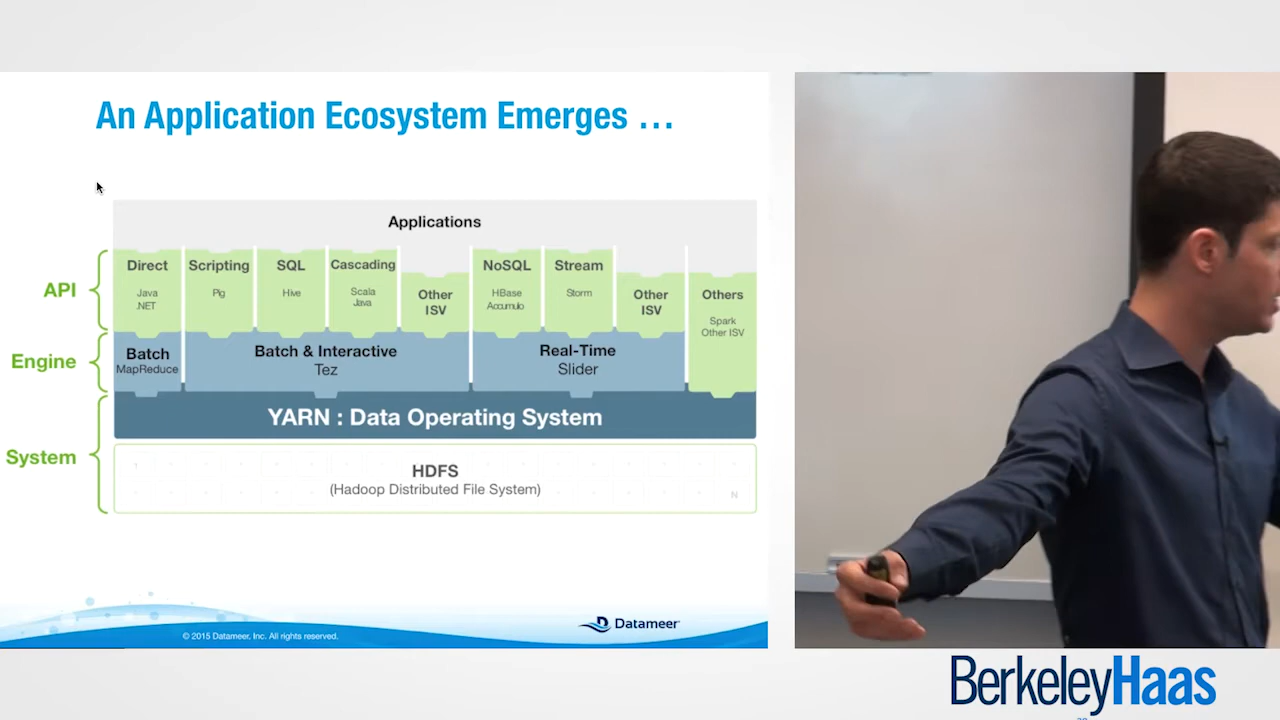 An Application Ecosystem Emerges …
Applications
API
Direct
Java
.NET
Scripting
Pig
SQL
Hive
Cascading
Scala
Java
Other
ISV
NoSQL
HBase
Accumulo
Stream
Storm
Other
ISV
Others
Spark
Other ISV
Engine
Batch
MapReduce
Batch & Interactive
Tez
Real-Time
Slider
System
YARN : Data Operating System
1
HDFS
(Hadoop Distributed File System)
N
© 2015 Datameer, Inc. All rights reserved.
Datameer
BerkeleyHaas